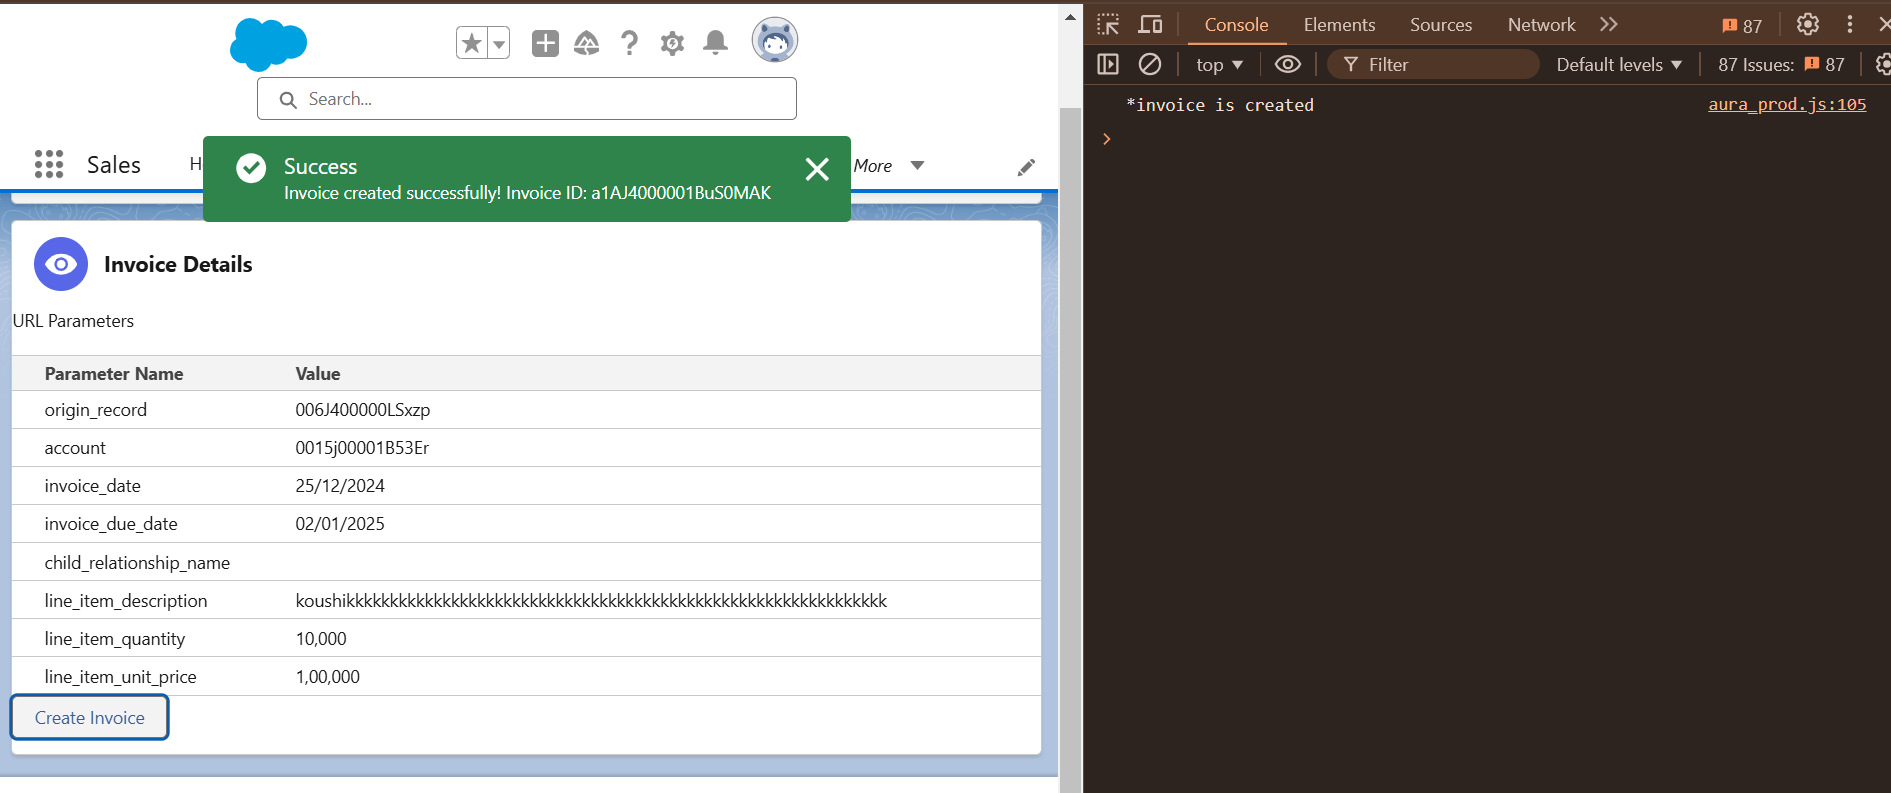 Search...
Sales H
More
Success
Invoice created successfully! Invoice ID: a1AJ4000001BuS0MAK
Invoice Details
URL Parameters
Parameter Name Value
origin_record 006J400000LSxzp
account 0015j00001B53Er
invoice_date 25/12/2024
invoice_due_date 02/01/2025
child_relationship_name
line_item_description koushikkkkkkkkkkkkkkkkkkkkkkkkkkkkkkkkkkkkkkkkkkkkkkkkkkkkkkkkkkkkk
line_item_quantity 10,000
line_item_unit_price 1,00,000
Create Invoice
Console Elements Sources Network 87
top Filter Default levels 87 Issues: 87
*invoice is created aura_prod.js:105